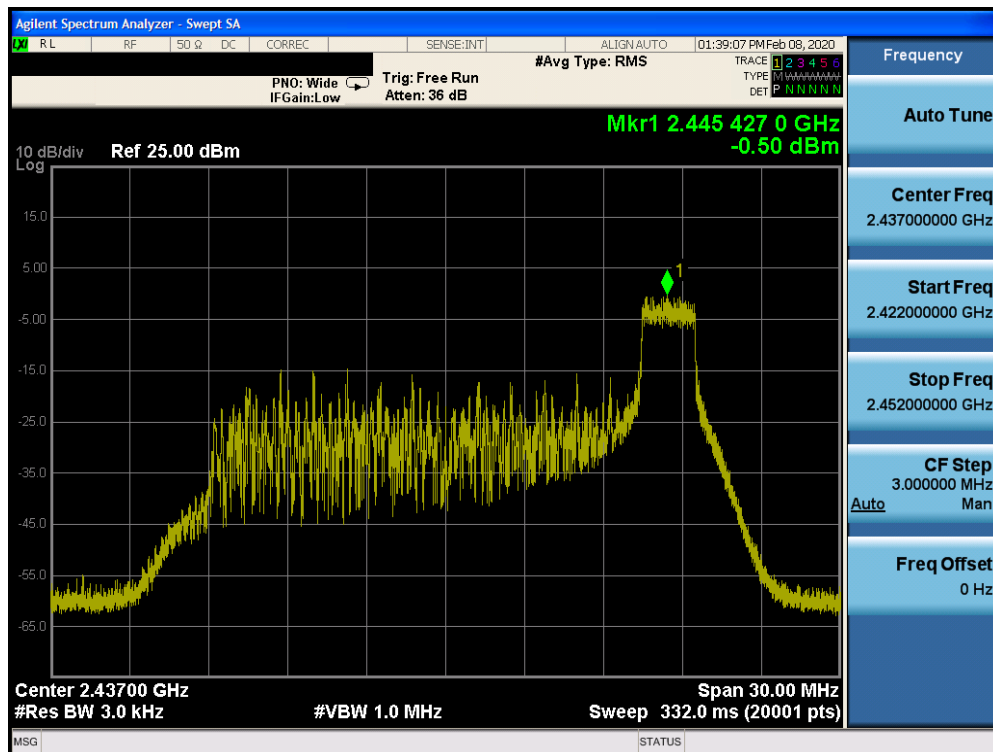 Agilent Spectrum Analyzer - Swept SA
LXI RL RF 50 Ω DC CORREC SENSE:INT ALIGN AUTO 01:39:07 PM Feb 08, 2020
Frequency
#Avg Type: RMS
TRACE 1 2 3 4 5 6
PNO: Wide
Trig: Free Run
TYPE M W W W W W
IFGain:Low
Atten: 36 dB
DET P N N N N N
Auto Tune
Mkr1 2.445 427 0 GHz
-0.50 dBm
10 dB/div Ref 25.00 dBm
Log
15.0
5.00
-5.00
-15.0
-25.0
-35.0
-45.0
-55.0
-65.0
1
Center Freq
2.437000000 GHz
Start Freq
2.422000000 GHz
Stop Freq
2.452000000 GHz
CF Step
3.000000 MHz
Auto Man
Freq Offset
0 Hz
Center 2.43700 GHz Span 30.00 MHz
#Res BW 3.0 kHz #VBW 1.0 MHz Sweep 332.0 ms (20001 pts)
MSG STATUS